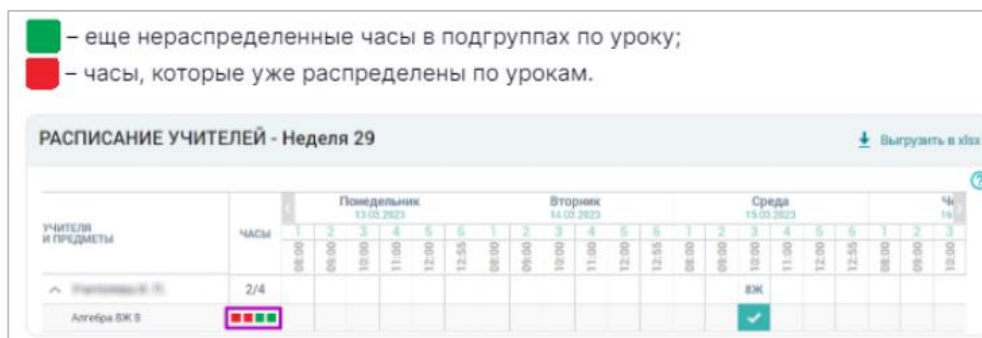 – еще нераспределенные часы в подгруппах по уроку;
– часы, которые уже распределены по урокам.
РАСПИСАНИЕ УЧИТЕЛЕЙ - Неделя 29
Выгрузить в xlsx
?
Понедельник Вторник Среда Че
13.03.2023 14.03.2023 15.03.2023 16
УЧИТЕЛЯ И ПРЕДМЕТЫ ЧАСЫ
1 2 3 4 5 6 1 2 3 4 5 6 1 2 3 4 5 6 1 2 3
08:00 09:00 10:00 11:00 12:00 12:55 08:00 09:00 10:00 11:00 12:00 12:55 08:00 09:00 10:00 11:00 12:00 12:55 08:00 09:00 10:00
2/4 8Ж
Алгебра 8Ж 8